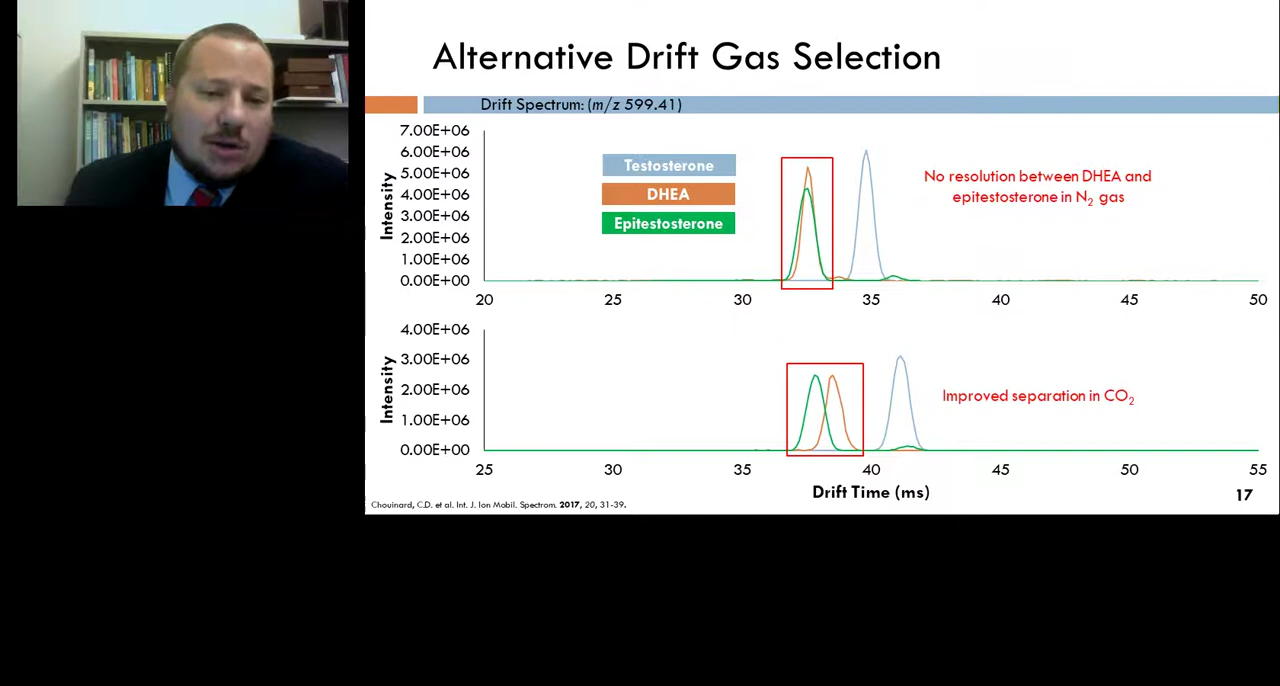 Alternative Drift Gas Selection
Drift Spectrum: (m/z 599.41)
7.00E+06
6.00E+06
5.00E+06
4.00E+06
3.00E+06
2.00E+06
1.00E+06
0.00E+00
Intensity
Testosterone
DHEA
Epitestosterone
No resolution between DHEA and
epitestosterone in N₂ gas
20 25 30 35 40 45 50
4.00E+06
3.00E+06
2.00E+06
1.00E+06
0.00E+00
Intensity
Improved separation in CO₂
25 30 35 40 45 50 55
Drift Time (ms)
17
Chouinard, C.D. et al. Int. J. Ion Mobil. Spectrom. 2017, 20, 31-39.